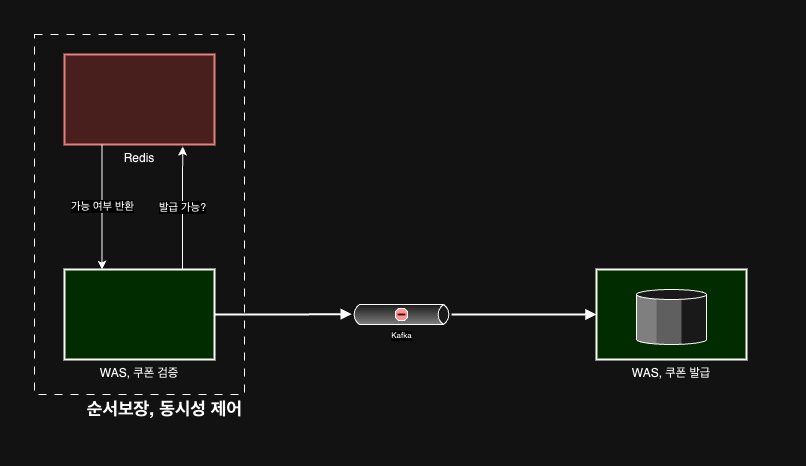 Redis
가능 여부 반환
발급 가능?
Kafka
WAS, 쿠폰 검증
WAS, 쿠폰 발급
순서보장, 동시성 제어